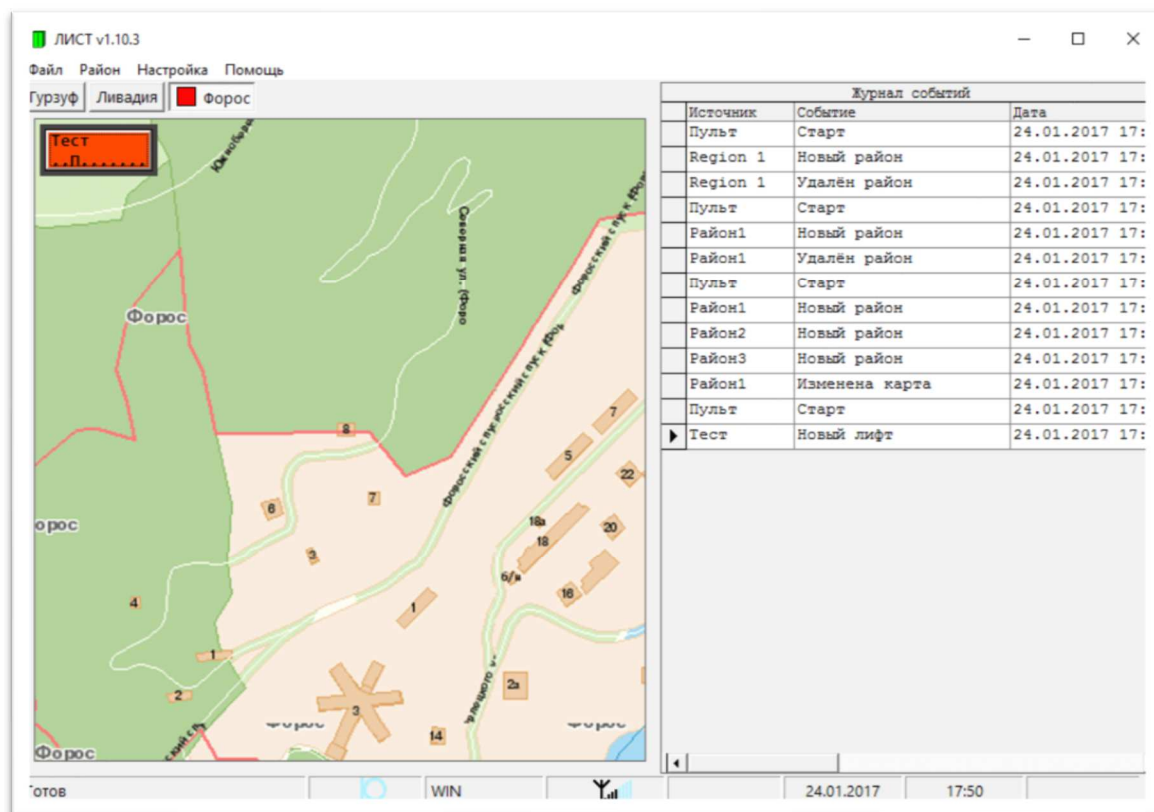 ЛИСТ v1.10.3
Файл Район Настройка Помощь
Гурзуф Ливадия Форос
Тест
..П.......
Северная ул. (Форо
Форос
8
7
5
22
6
7
18а
18
20
3
орос
б/н
16
4
1
1
2
2а
3
14
Форос
Журнал событий
Источник Событие Дата
Пульт Старт 24.01.2017 17:
Region 1 Новый район 24.01.2017 17:
Region 1 Удалён район 24.01.2017 17:
Пульт Старт 24.01.2017 17:
Район1 Новый район 24.01.2017 17:
Район1 Удалён район 24.01.2017 17:
Пульт Старт 24.01.2017 17:
Район1 Новый район 24.01.2017 17:
Район2 Новый район 24.01.2017 17:
Район3 Новый район 24.01.2017 17:
Район1 Изменена карта 24.01.2017 17:
Пульт Старт 24.01.2017 17:
Тест Новый лифт 24.01.2017 17:
отов WIN 24.01.2017 17:50